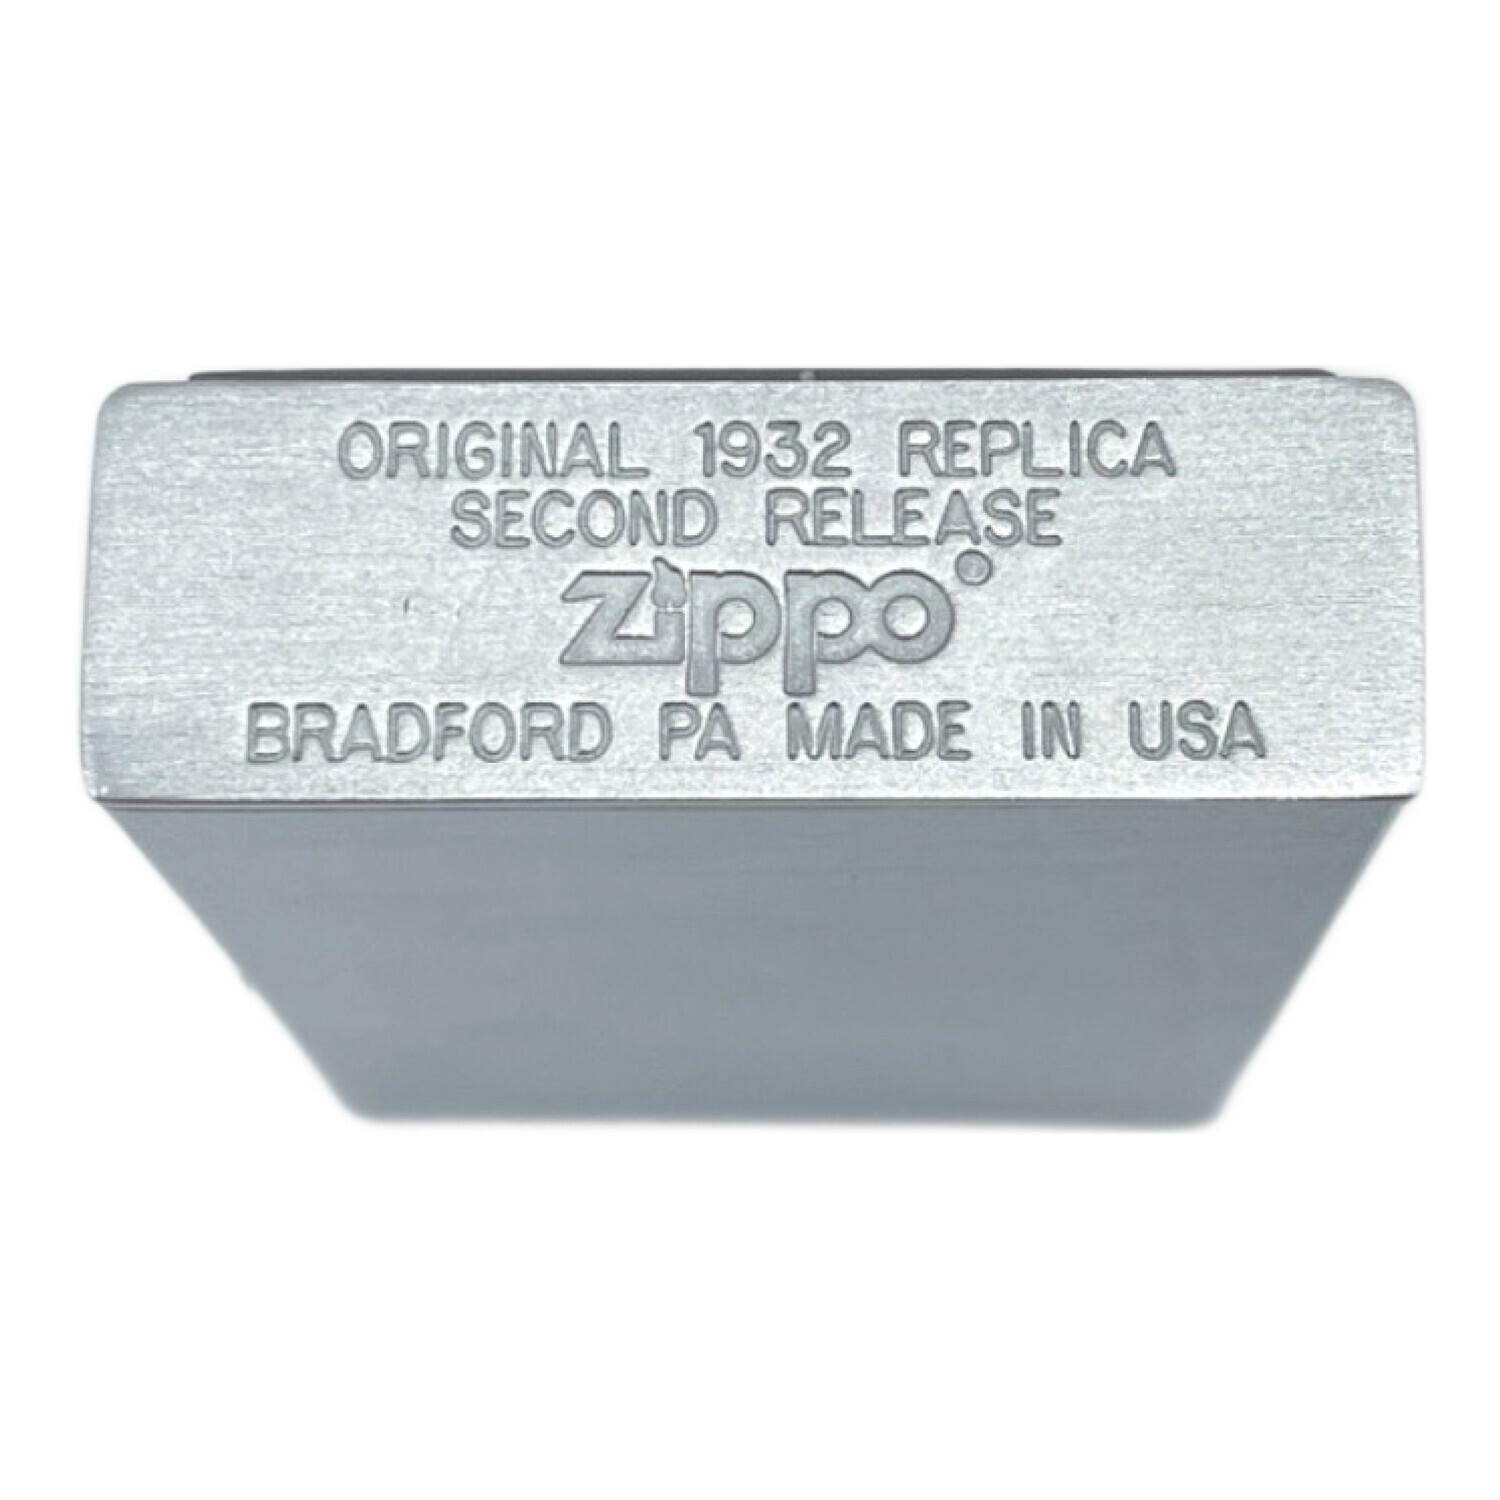 ORIGINAL 1932 REPLICA
SECOND RELEASE
Zippo®
BRADFORD PA MADE IN USA